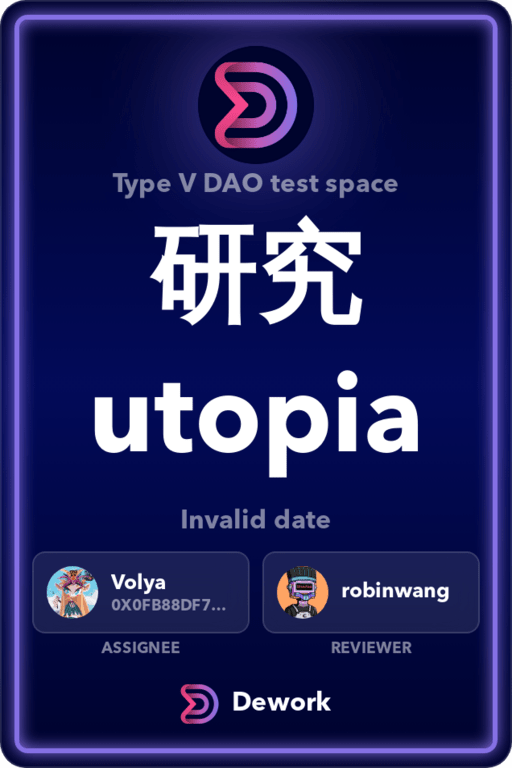 Type V DAO test space
研究
utopia
Invalid date
Volya
0X0FB88DF7...
ASSIGNEE
robinwang
REVIEWER
Dework